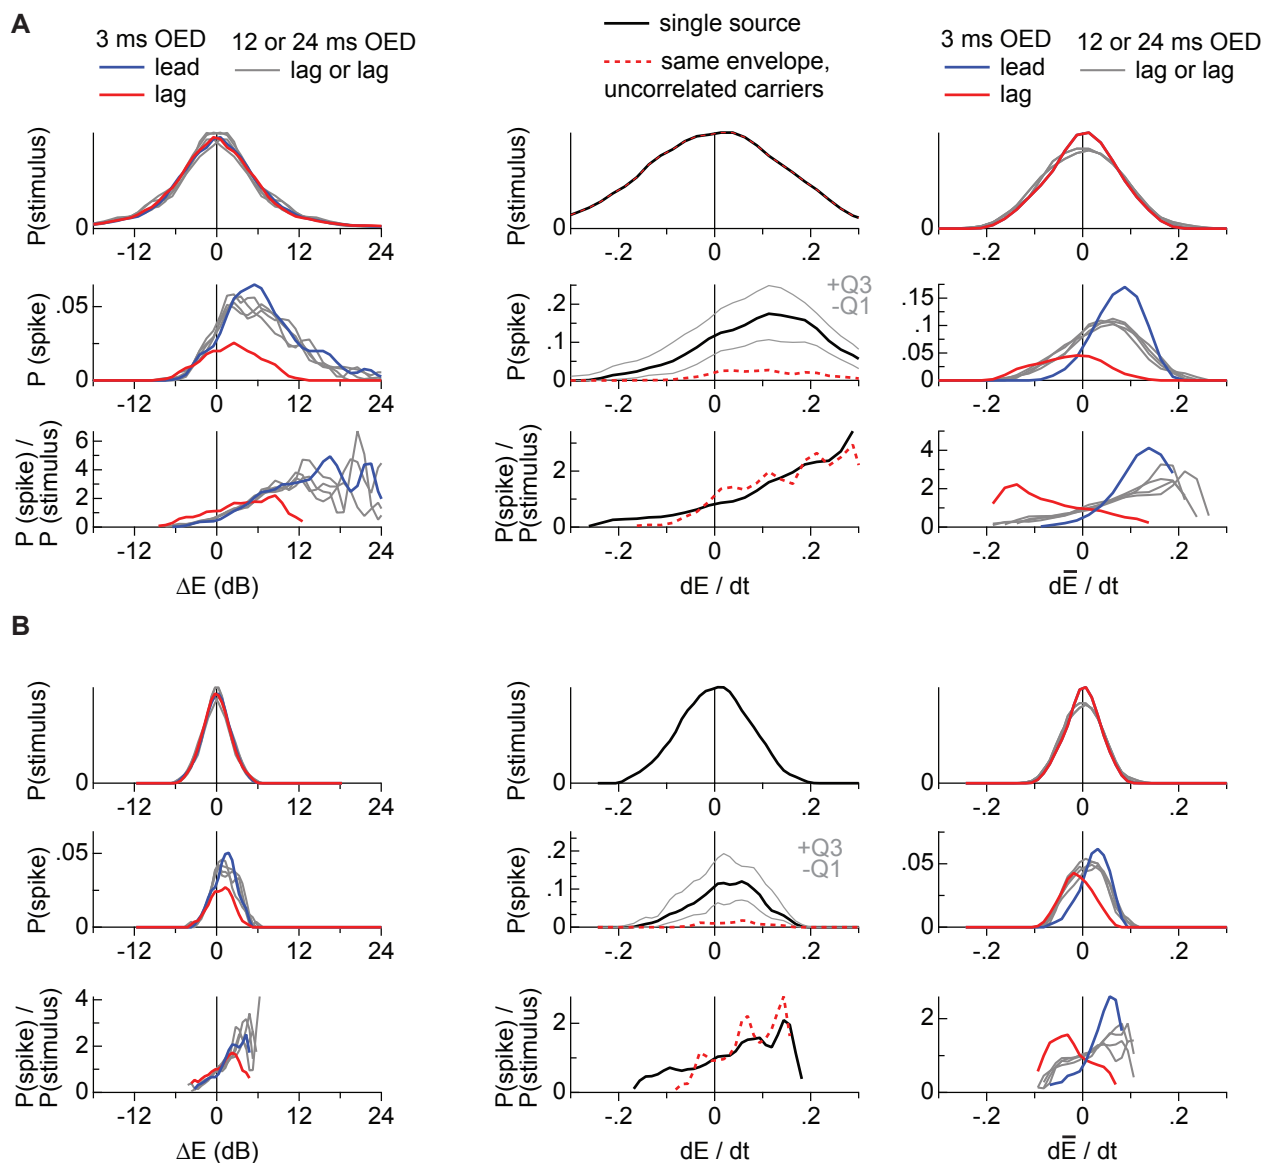 A
3 ms OED
lead
lag
12 or 24 ms OED
lag or lag
single source
same envelope,
uncorrelated carriers
3 ms OED
lead
lag
12 or 24 ms OED
lag or lag
P(stimulus)
0
-12 0 12 24
P(stimulus)
0
-.2 0 .2
P(stimulus)
0
-.2 0 .2
P (spike)
.05
0
-12 0 12 24
P(spike)
.2
.1
0
+Q3
-Q1
-.2 0 .2
P(spike)
.15
.1
.05
0
-.2 0 .2
P (spike) /
P (stimulus)
6
4
2
0
-12 0 12 24
ΔE (dB)
P(spike) /
P(stimulus)
2
0
-.2 0 .2
dE / dt
4
2
0
-.2 0 .2
dE̅ / dt
B
P(stimulus)
0
-12 0 12 24
P(stimulus)
0
-.2 0 .2
P(stimulus)
0
-.2 0 .2
P(spike)
.05
0
-12 0 12 24
P(spike)
.2
.1
0
+Q3
-Q1
-.2 0 .2
P(spike)
.05
0
-.2 0 .2
P(spike) /
P(stimulus)
4
2
0
-12 0 12 24
ΔE (dB)
P(spike) /
P(stimulus)
2
0
-.2 0 .2
dE / dt
2
0
-.2 0 .2
dE̅ / dt